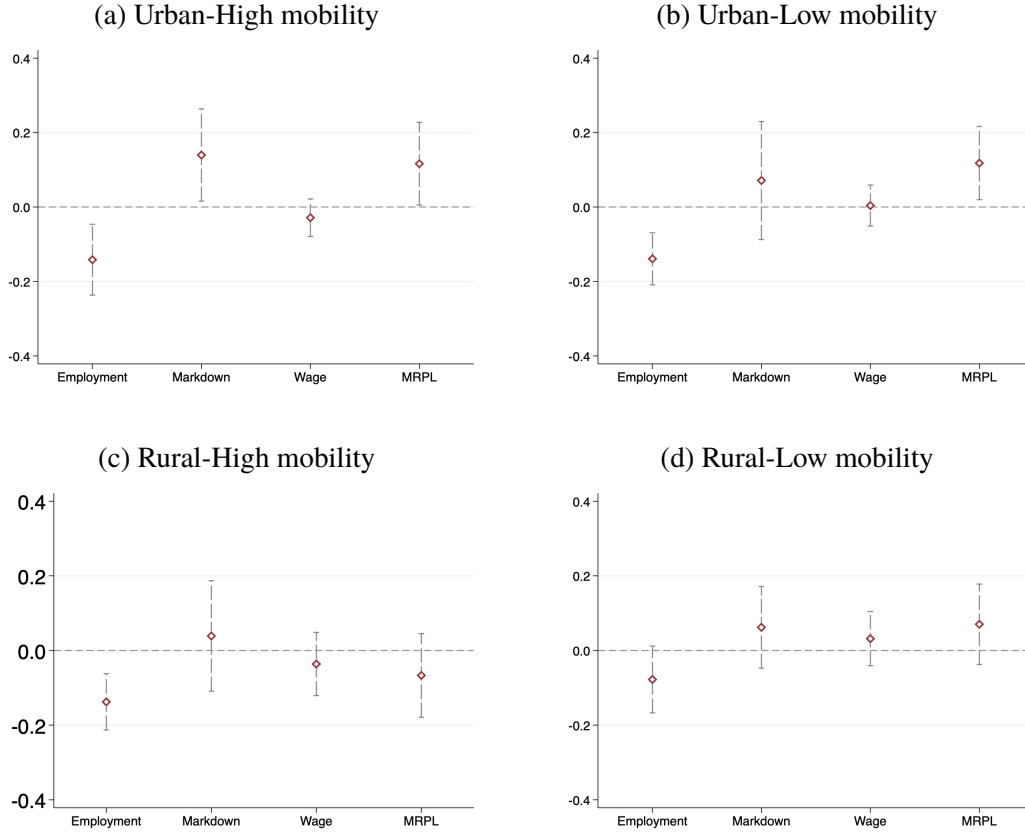 (a) Urban-High mobility
0.4
0.2
0.0
-0.2
-0.4
Employment Markdown Wage MRPL
(b) Urban-Low mobility
0.4
0.2
0.0
-0.2
-0.4
Employment Markdown Wage MRPL
(c) Rural-High mobility
0.4
0.2
0.0
-0.2
-0.4
Employment Markdown Wage MRPL
(d) Rural-Low mobility
0.4
0.2
0.0
-0.2
-0.4
Employment Markdown Wage MRPL